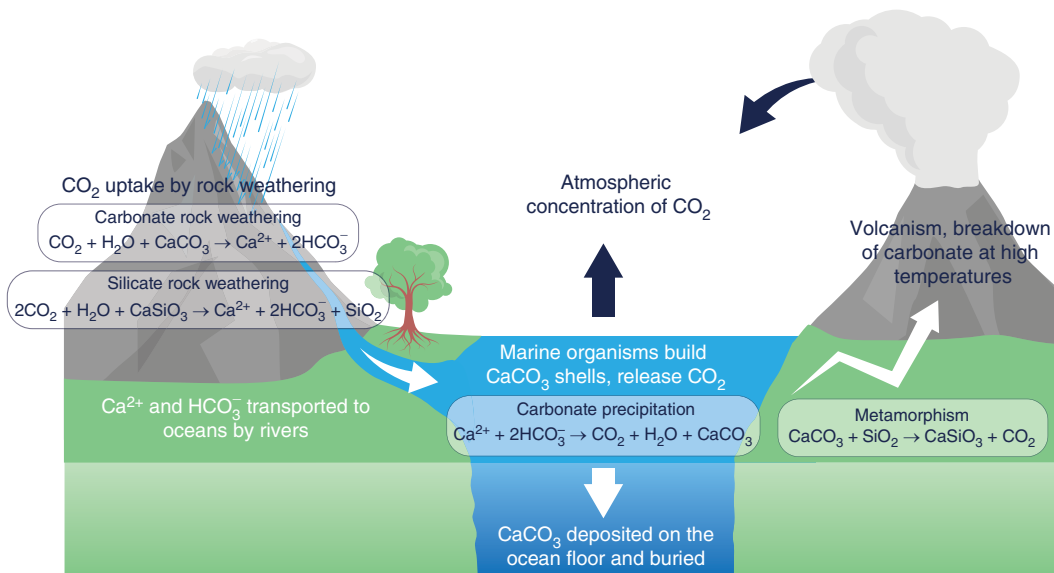 CO₂ uptake by rock weathering
Carbonate rock weathering
CO₂ + H₂O + CaCO₃ → Ca²⁺ + 2HCO₃⁻
Silicate rock weathering
2CO₂ + H₂O + CaSiO₃ → Ca²⁺ + 2HCO₃⁻ + SiO₂
Ca²⁺ and HCO₃⁻ transported to
oceans by rivers
Atmospheric
concentration of CO₂
Marine organisms build
CaCO₃ shells, release CO₂
Carbonate precipitation
Ca²⁺ + 2HCO₃⁻ → CO₂ + H₂O + CaCO₃
CaCO₃ deposited on the
ocean floor and buried
Volcanism, breakdown
of carbonate at high
temperatures
Metamorphism
CaCO₃ + SiO₂ → CaSiO₃ + CO₂